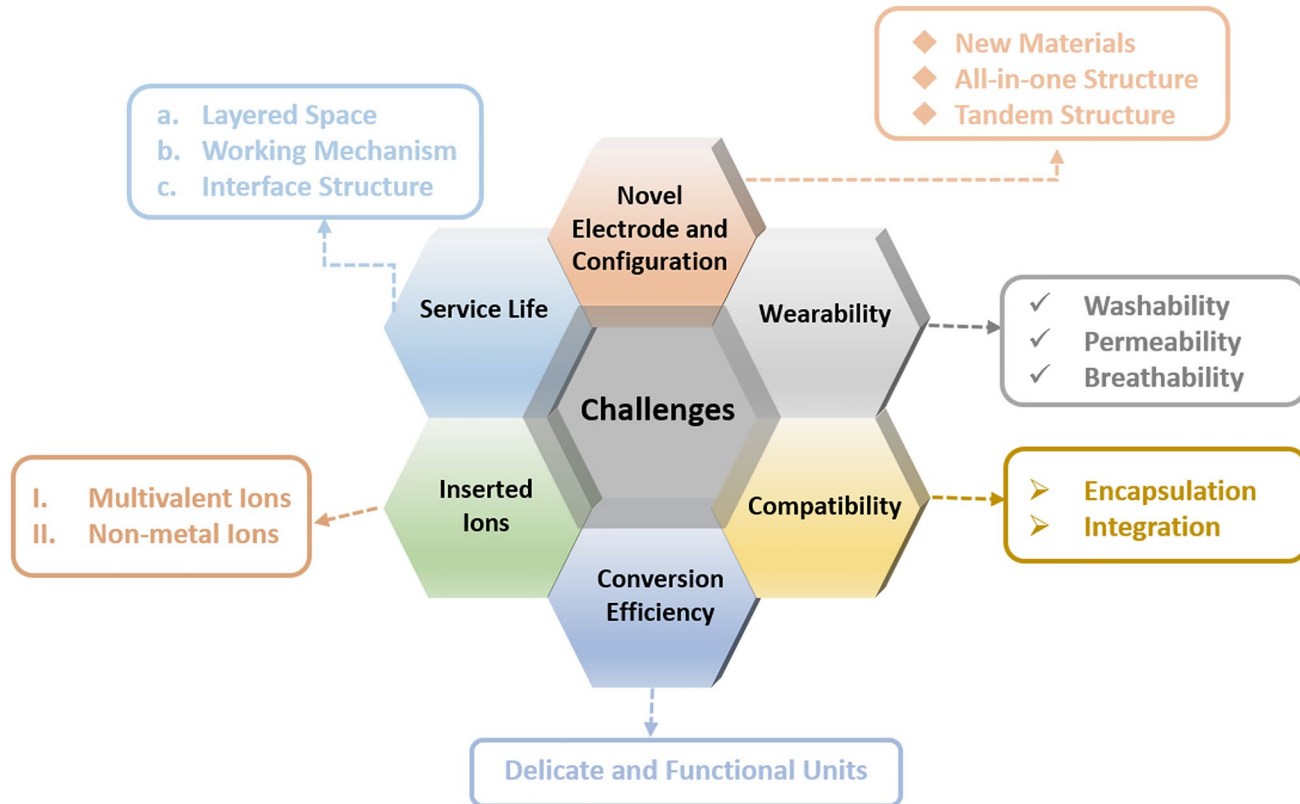 ◆ New Materials
◆ All-in-one Structure
◆ Tandem Structure
a. Layered Space
b. Working Mechanism
c. Interface Structure
Novel
Electrode and
Configuration
Service Life
Wearability
✓ Washability
✓ Permeability
✓ Breathability
Challenges
I. Multivalent Ions
II. Non-metal Ions
Inserted
Ions
Compatibility
➢ Encapsulation
➢ Integration
Conversion
Efficiency
Delicate and Functional Units